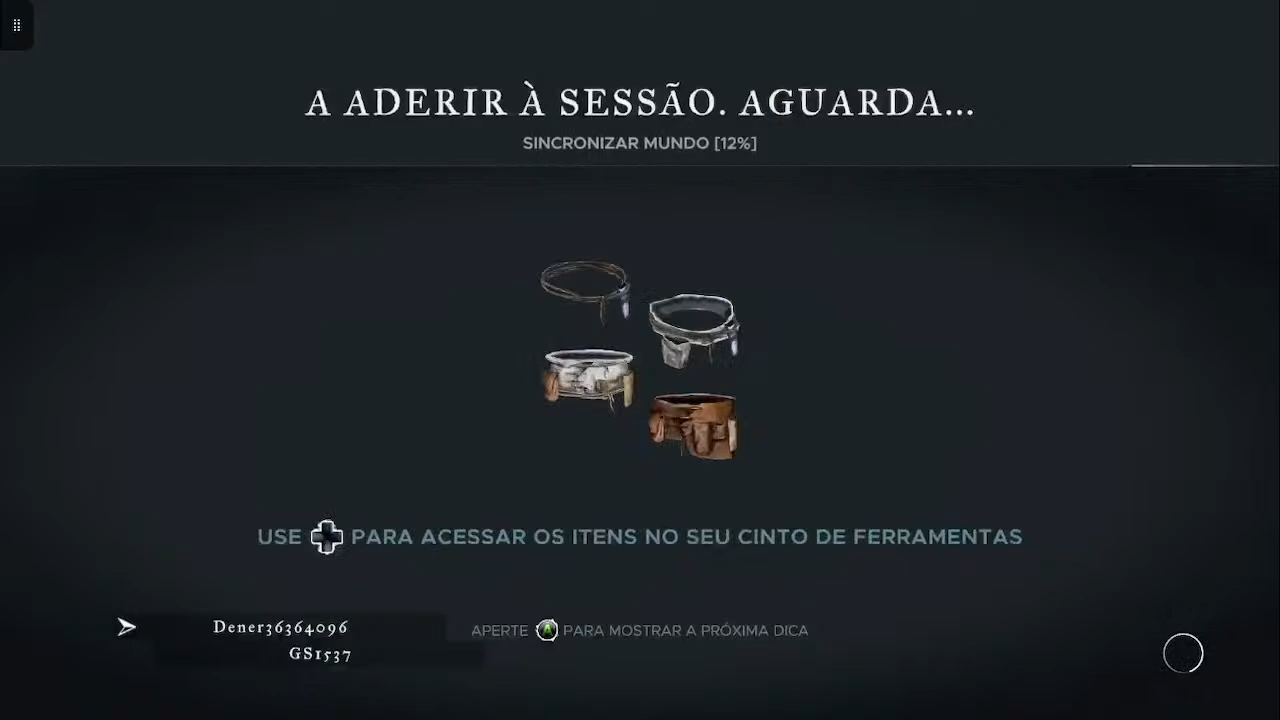 A ADERIR À SESSÃO. AGUARDA...
SINCRONIZAR MUNDO [12%]
USE PARA ACESSAR OS ITENS NO SEU CINTO DE FERRAMENTAS
Dener36364096
APERTE A PARA MOSTRAR A PRÓXIMA DICA
GS1537